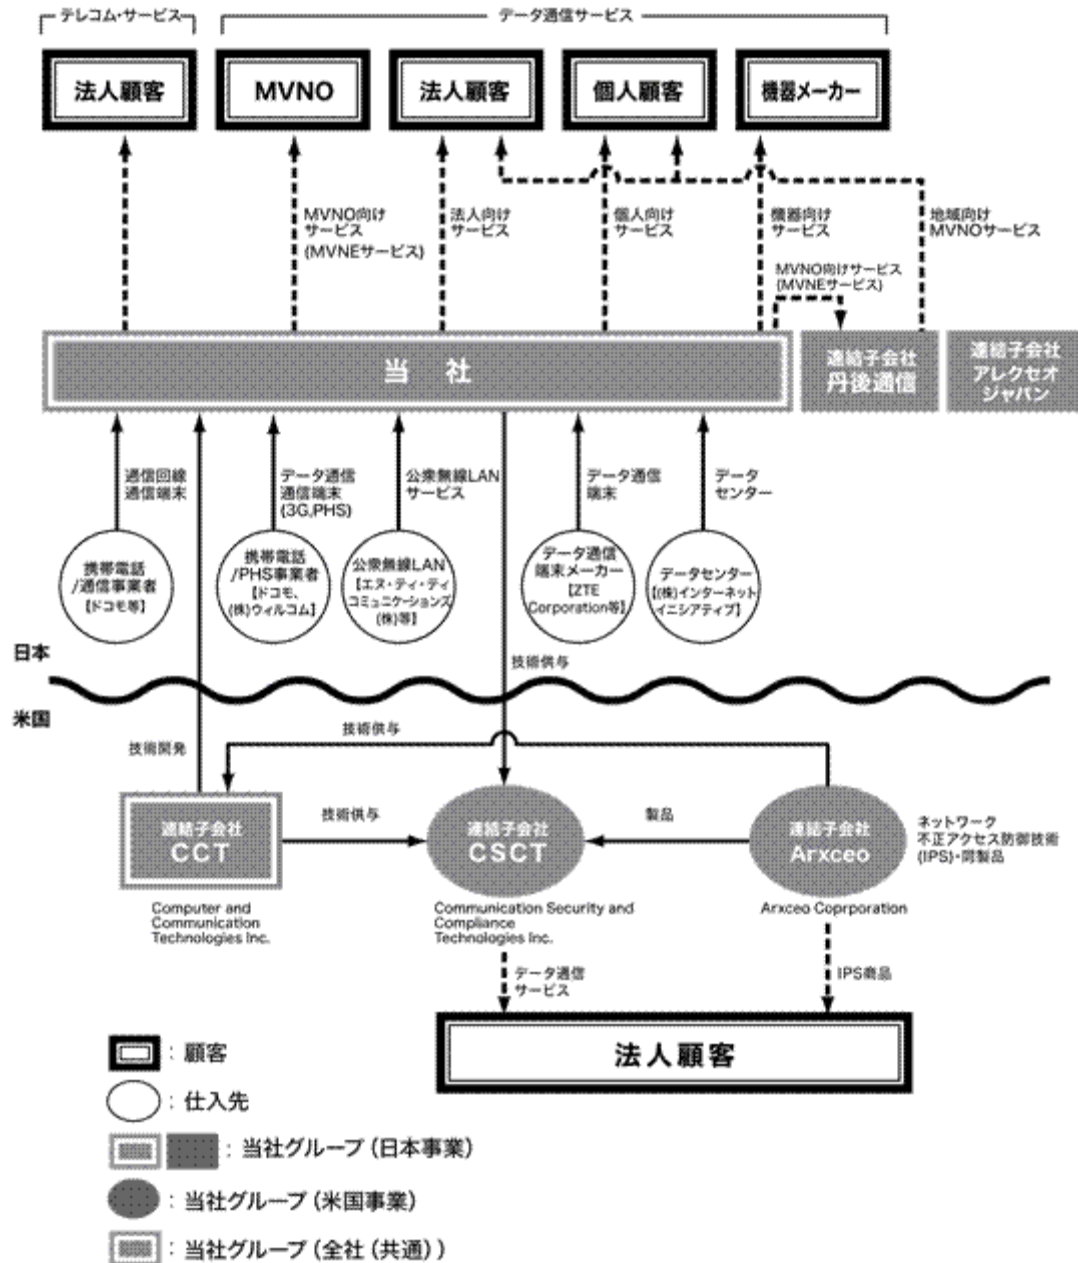 テレコム・サービス
データ通信サービス
法人顧客
MVNO
法人顧客
個人顧客
機器メーカー
MVNO向け
サービス
(MVNEサービス)
法人向け
サービス
個人向け
サービス
機器向け
サービス
地域向け
MVNOサービス
MVNO向けサービス
(MVNEサービス)
当 社
連結子会社
丹後通信
連結子会社
アレクセオ
ジャパン
通信回線
通信端末
データ通信
通信端末
(3G,PHS)
公衆無線LAN
サービス
データ通信
端末
データ
センター
携帯電話
/通信事業者
【ドコモ等】
携帯電話
/PHS事業者
【ドコモ、
(株)ウィルコム】
公衆無線LAN
【エヌ・ティ・ティ
コミュニケーションズ
(株)等】
データ通信
端末メーカー
【ZTE
Corporation等】
データセンター
【(株)インターネット
イニシアティブ】
日本
技術供与
米国
技術供与
技術開発
連結子会社
CCT
技術供与
連結子会社
CSCT
製品
連結子会社
Arxceo
ネットワーク
不正アクセス防御技術
(IPS)・同製品
Computer and
Communication
Technologies Inc.
Communication Security and
Compliance
Technologies Inc.
Arxceo Coprporation
データ通信
サービス
IPS商品
法人顧客
：顧客
：仕入先
：当社グループ（日本事業）
：当社グループ（米国事業）
：当社グループ（全社（共通））